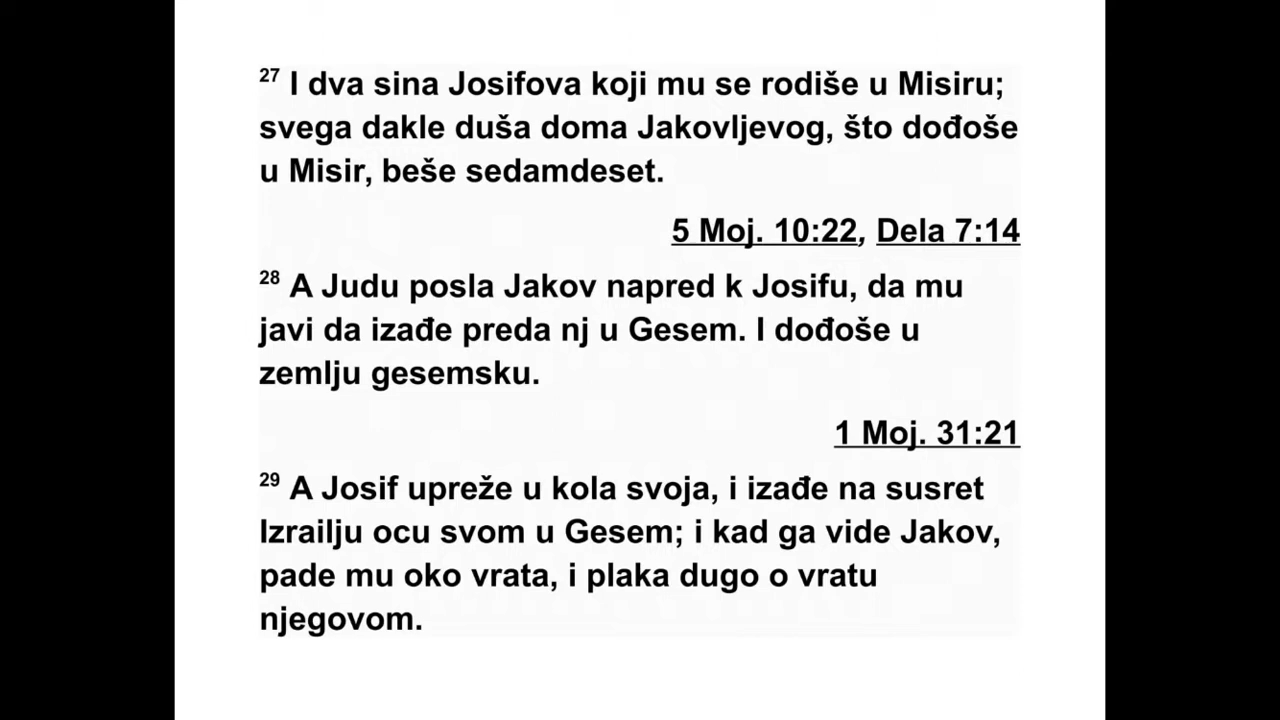 27 I dva sina Josifova koji mu se rodiše u Misiru;
svega dakle duša doma Jakovljevog, što dođoše
u Misir, beše sedamdeset.
5 Moj. 10:22, Dela 7:14
28 A Judu posla Jakov napred k Josifu, da mu
javi da izađe preda nj u Gesem. I dođoše u
zemlju gesemsku.
1 Moj. 31:21
29 A Josif upreže u kola svoja, i izađe na susret
Izrailju ocu svom u Gesem; i kad ga vide Jakov,
pade mu oko vrata, i plaka dugo o vratu
njegovom.